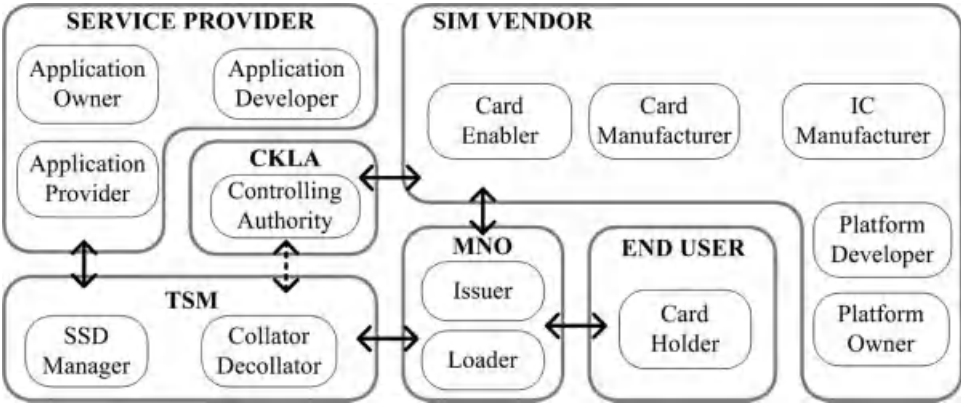 SERVICE PROVIDER
Application
Owner
Application
Developer
Application
Provider
CKLA
Controlling
Authority
SIM VENDOR
Card
Enabler
Card
Manufacturer
IC
Manufacturer
Platform
Developer
Platform
Owner
TSM
SSD
Manager
Collator
Decollator
MNO
Issuer
Loader
END USER
Card
Holder